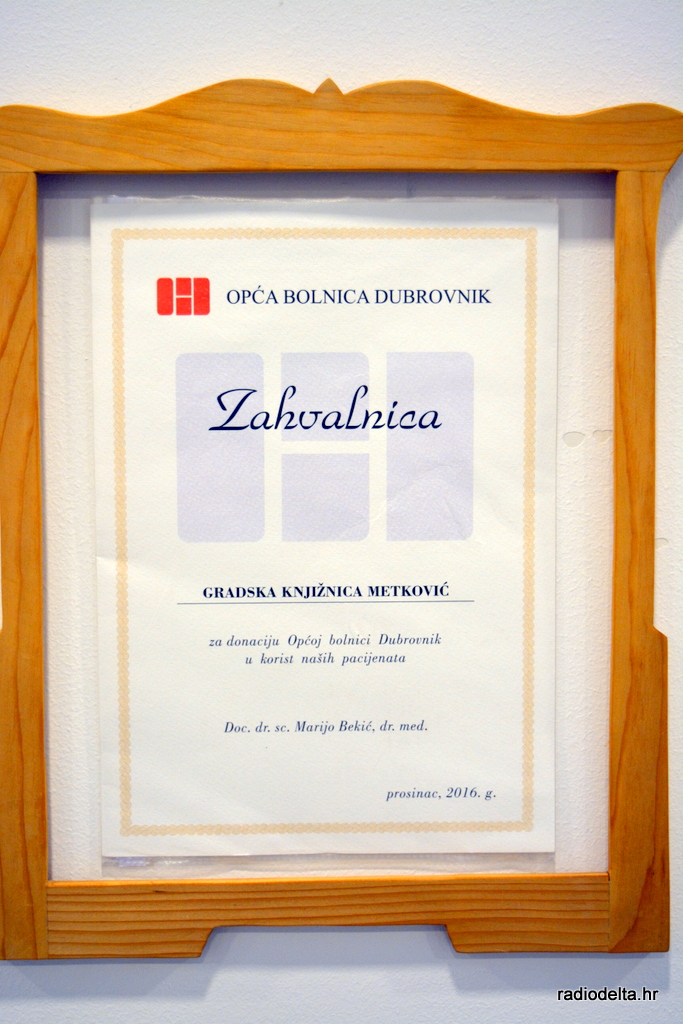 OPĆA BOLNICA DUBROVNIK
Zahvalnica
GRADSKA KNJIŽNICA METKOVIĆ
za donaciju Općoj bolnici Dubrovnik
u korist naših pacijenata
Doc. dr. sc. Marijo Bekić, dr. med.
prosinac, 2016. g.
radiodelta.hr